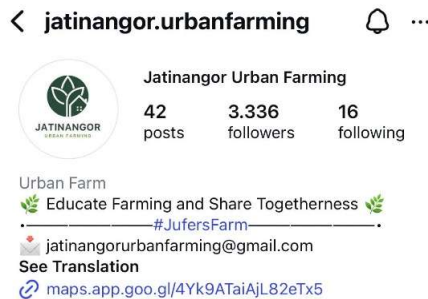 jatinangor.urbanfarming
JATINANGOR
URBAN FARMING
Jatinangor Urban Farming
42 3.336 16
posts followers following
Urban Farm
🌿 Educate Farming and Share Togetherness 🌿
•——————#JufersFarm——————•
📩 jatinangorurbanfarming@gmail.com
See Translation
maps.app.goo.gl/4Yk9ATaiAjL82eTx5